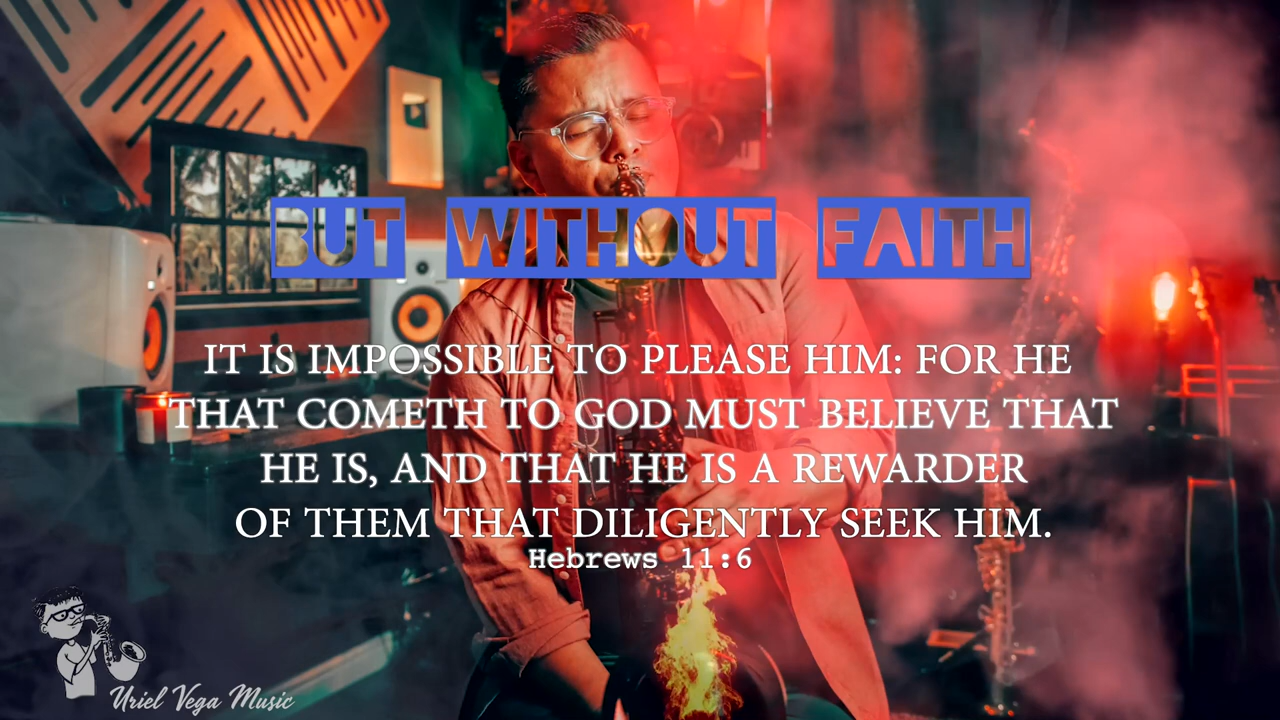 BUT WITHOUT FAITH
IT IS IMPOSSIBLE TO PLEASE HIM: FOR HE
THAT COMETH TO GOD MUST BELIEVE THAT
HE IS, AND THAT HE IS A REWARDER
OF THEM THAT DILIGENTLY SEEK HIM.
Hebrews 11:6
Uriel Vega Music